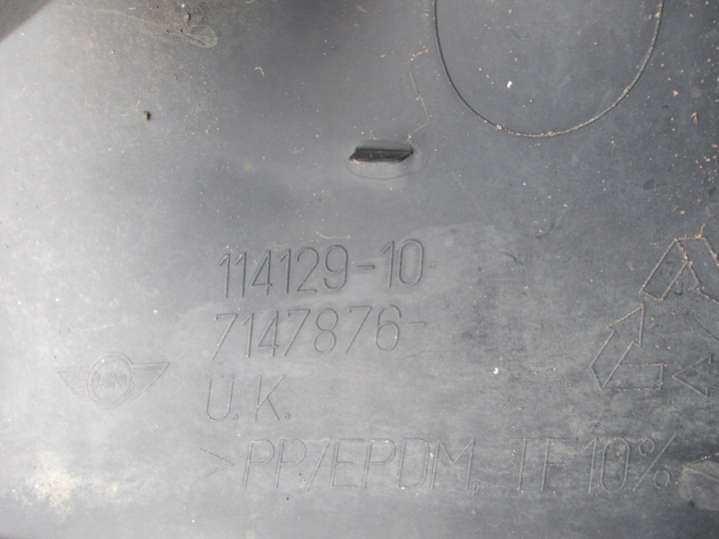 114129-10
7147876-
U.K.
>PP/EPDM, TF10%<